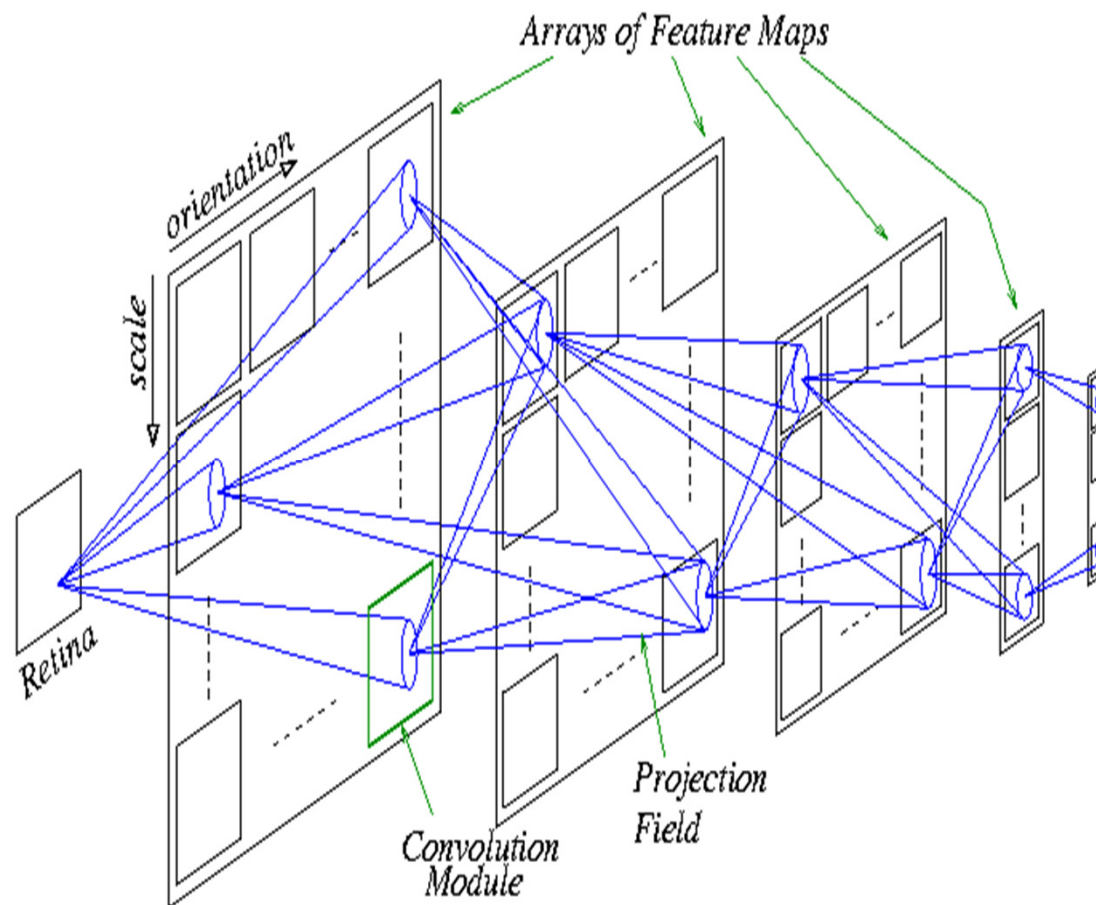 Arrays of Feature Maps
orientation
scale
Retina
Projection
Field
Convolution
Module